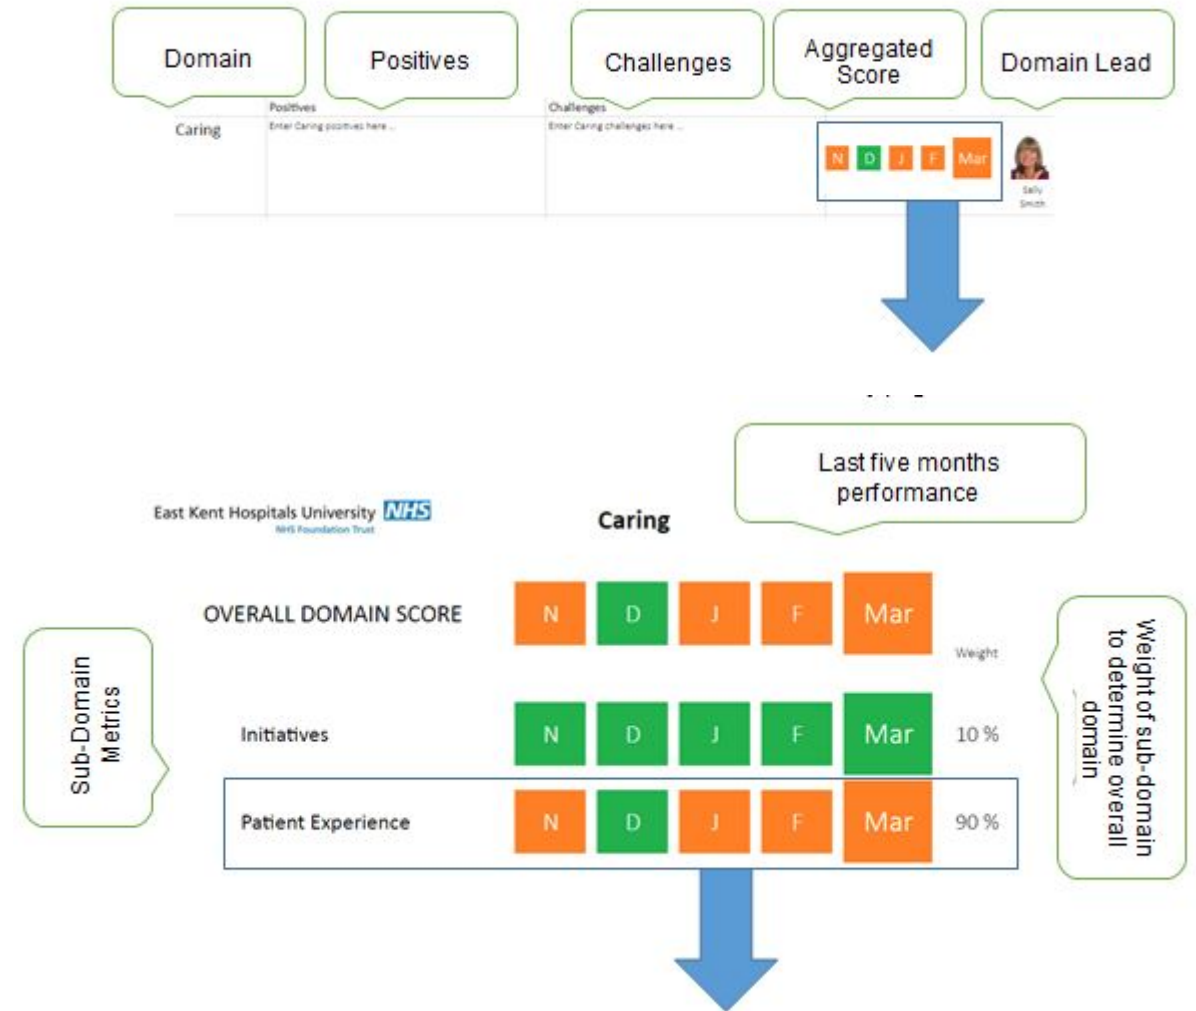 Domain
Positives
Challenges
Aggregated
Score
Domain Lead
Positives
Challenges
Caring
Enter Caring positives here ...
Enter Caring challenges here ...
N D J F Mar
Sally
Smith
Last five months
performance
East Kent Hospitals University NHS
NHS Foundation Trust
Caring
OVERALL DOMAIN SCORE
N D J F Mar
Weight
Sub-Domain
Metrics
Weight of sub-domain
to determine overall
domain
Initiatives
N D J F Mar 10 %
Patient Experience
N D J F Mar 90 %